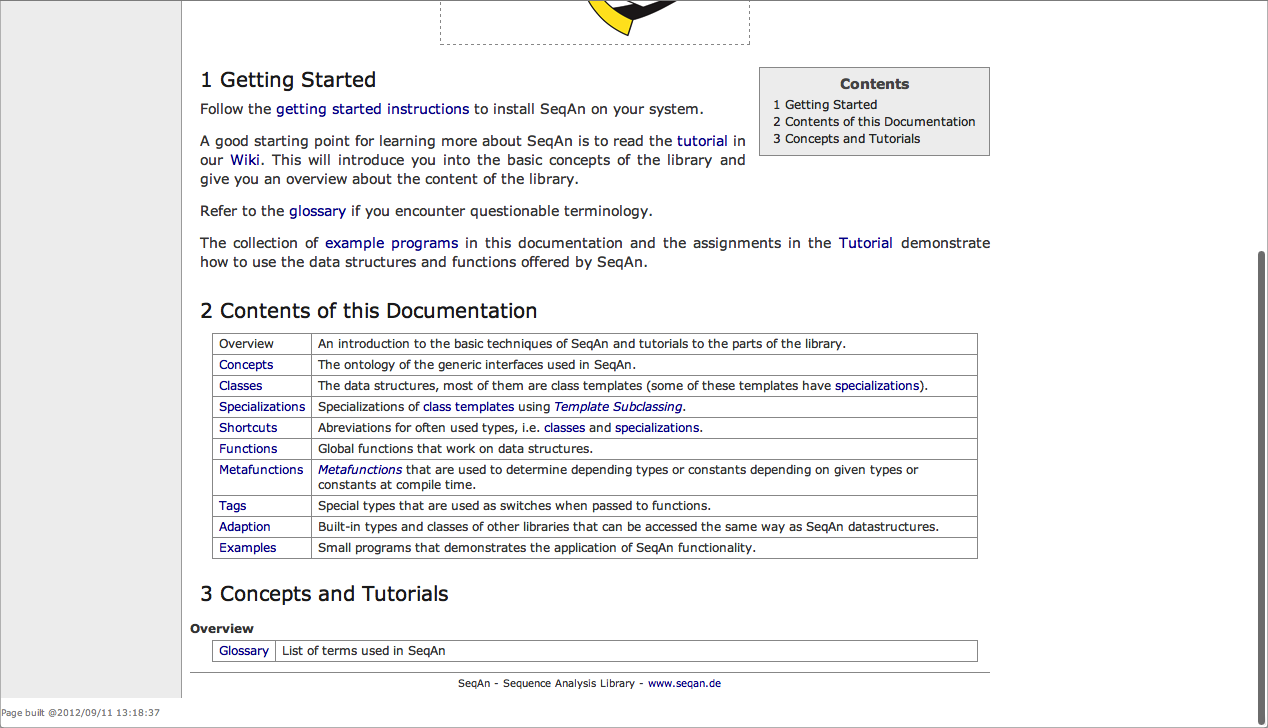 1 Getting Started
Follow the getting started instructions to install SeqAn on your system.
A good starting point for learning more about SeqAn is to read the tutorial in
our Wiki. This will introduce you into the basic concepts of the library and
give you an overview about the content of the library.
Refer to the glossary if you encounter questionable terminology.
The collection of example programs in this documentation and the assignments in the Tutorial demonstrate
how to use the data structures and functions offered by SeqAn.
Contents
1 Getting Started
2 Contents of this Documentation
3 Concepts and Tutorials
2 Contents of this Documentation
Overview An introduction to the basic techniques of SeqAn and tutorials to the parts of the library.
Concepts The ontology of the generic interfaces used in SeqAn.
Classes The data structures, most of them are class templates (some of these templates have specializations).
Specializations Specializations of class templates using Template Subclassing.
Shortcuts Abreviations for often used types, i.e. classes and specializations.
Functions Global functions that work on data structures.
Metafunctions Metafunctions that are used to determine depending types or constants depending on given types or
constants at compile time.
Tags Special types that are used as switches when passed to functions.
Adaption Built-in types and classes of other libraries that can be accessed the same way as SeqAn datastructures.
Examples Small programs that demonstrates the application of SeqAn functionality.
3 Concepts and Tutorials
Overview
Glossary List of terms used in SeqAn
SeqAn - Sequence Analysis Library - www.seqan.de
Page built @2012/09/11 13:18:37